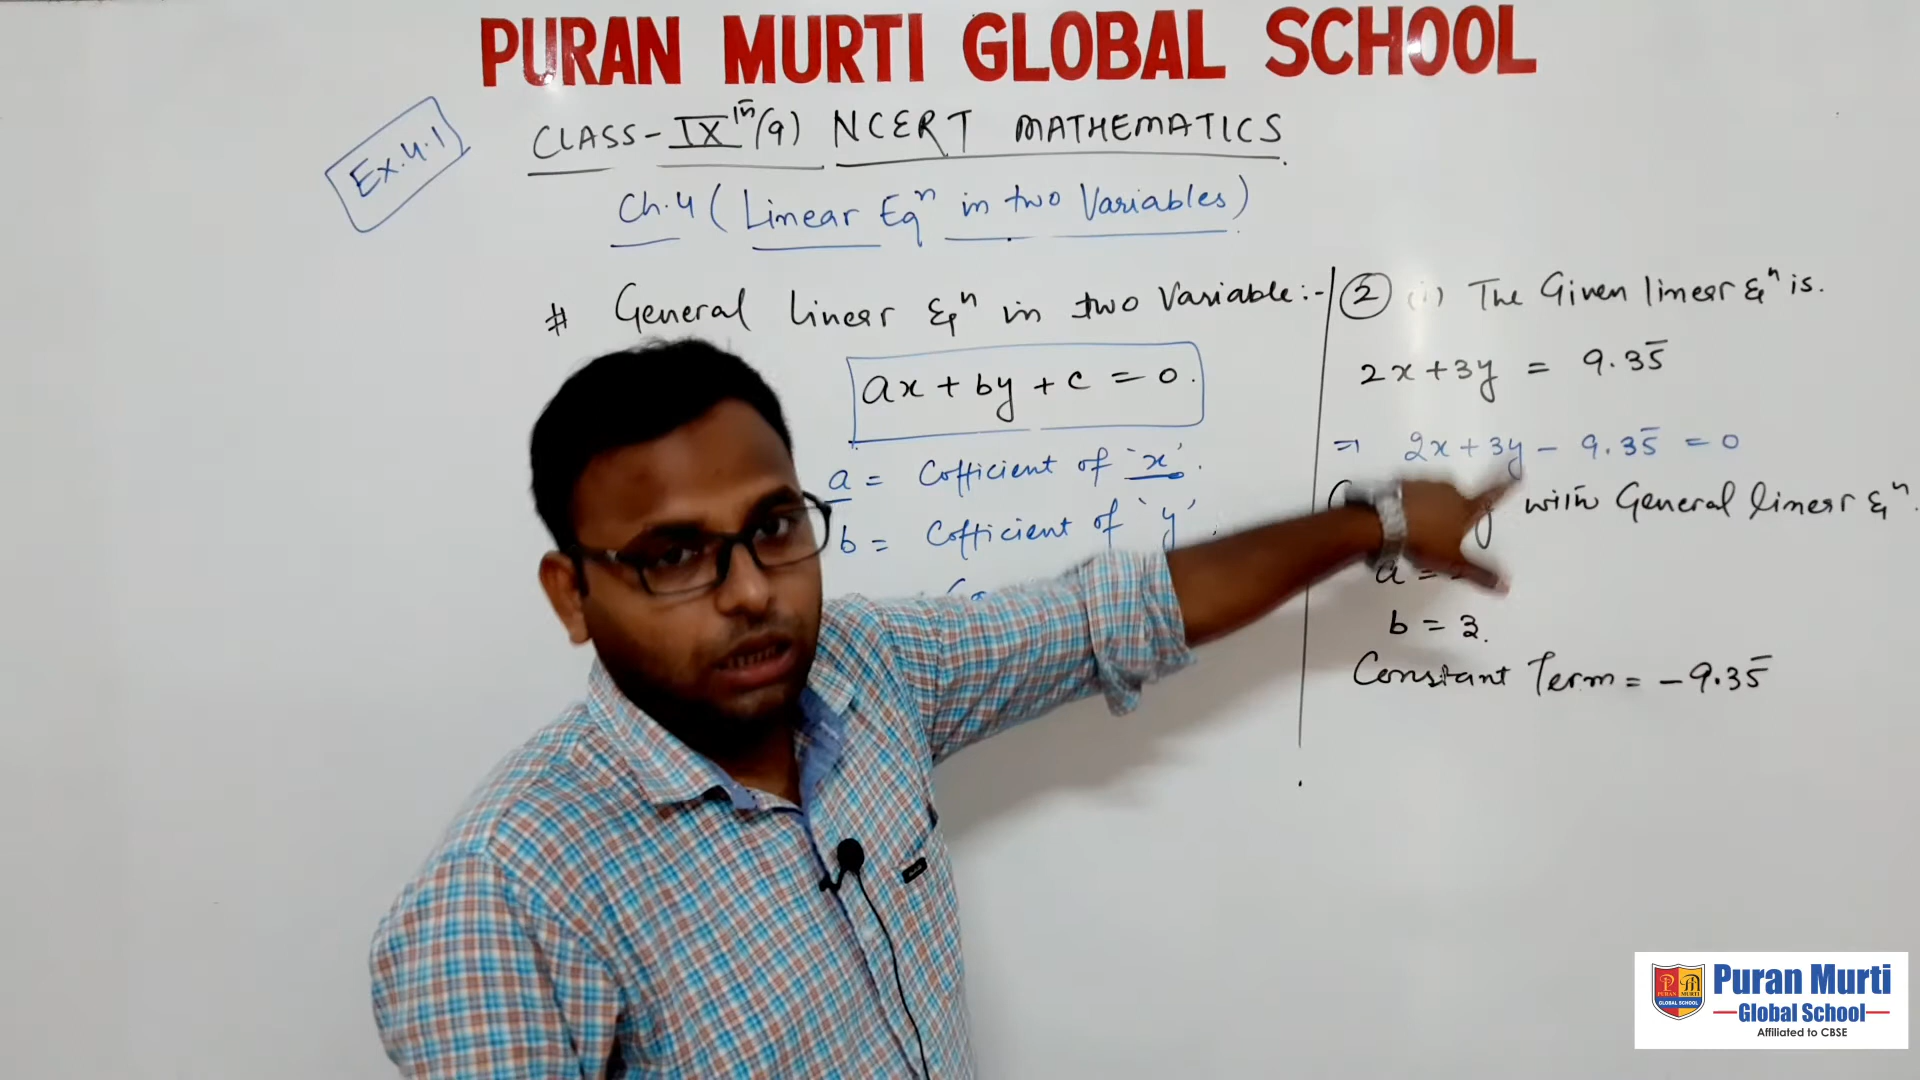 PURAN MURTI GLOBAL SCHOOL
Ex.4.1
CLASS-IXth(9) NCERT MATHEMATICS
Ch.4 (Linear Eqn in two Variables)
# General linear Eqn in two Variable:-
ax + by + c = 0.
a = Cofficient of 'x'.
b = Cofficient of 'y'.
② (i) The Given linear Eqn is.
2x+3y = 9.35
⇒ 2x+3y - 9.35 = 0
with General linear Eqn.
a =
b = 3.
Constant Term = -9.35
Puran Murti
Global School
Affiliated to CBSE